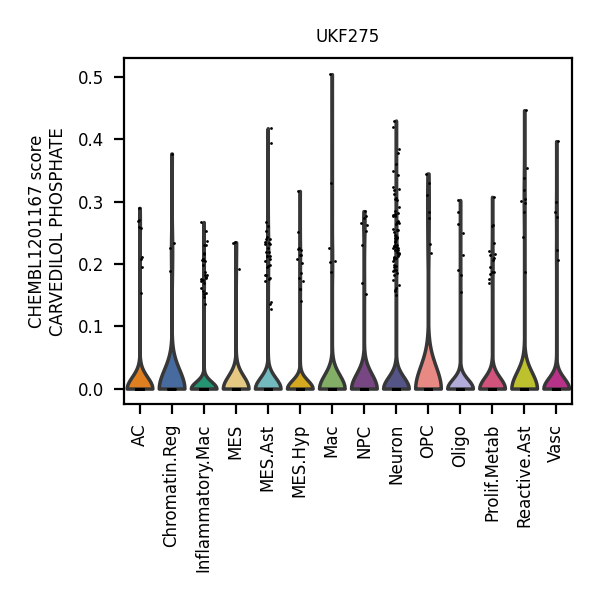 UKF275
CHEMBL1201167 score
CARVEDILOL PHOSPHATE
0.5
0.4
0.3
0.2
0.1
0.0
AC
Chromatin.Reg
Inflammatory.Mac
MES
MES.Ast
MES.Hyp
Mac
NPC
Neuron
OPC
Oligo
Prolif.Metab
Reactive.Ast
Vasc